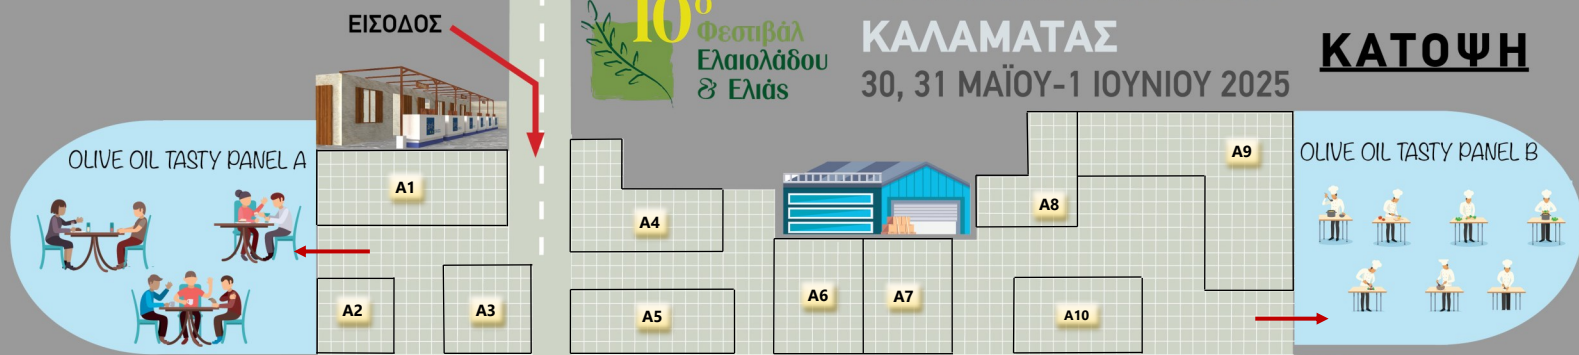 ΕΙΣΟΔΟΣ
10ο
Φεστιβάλ
Ελαιολάδου
& Ελιάς
ΚΑΛΑΜΑΤΑΣ
30, 31 ΜΑΪΟΥ-1 ΙΟΥΝΙΟΥ 2025
ΚΑΤΟΨΗ
OLIVE OIL TASTY PANEL A
A1
A2
A3
A4
A5
A6
A7
A8
A9
A10
OLIVE OIL TASTY PANEL B